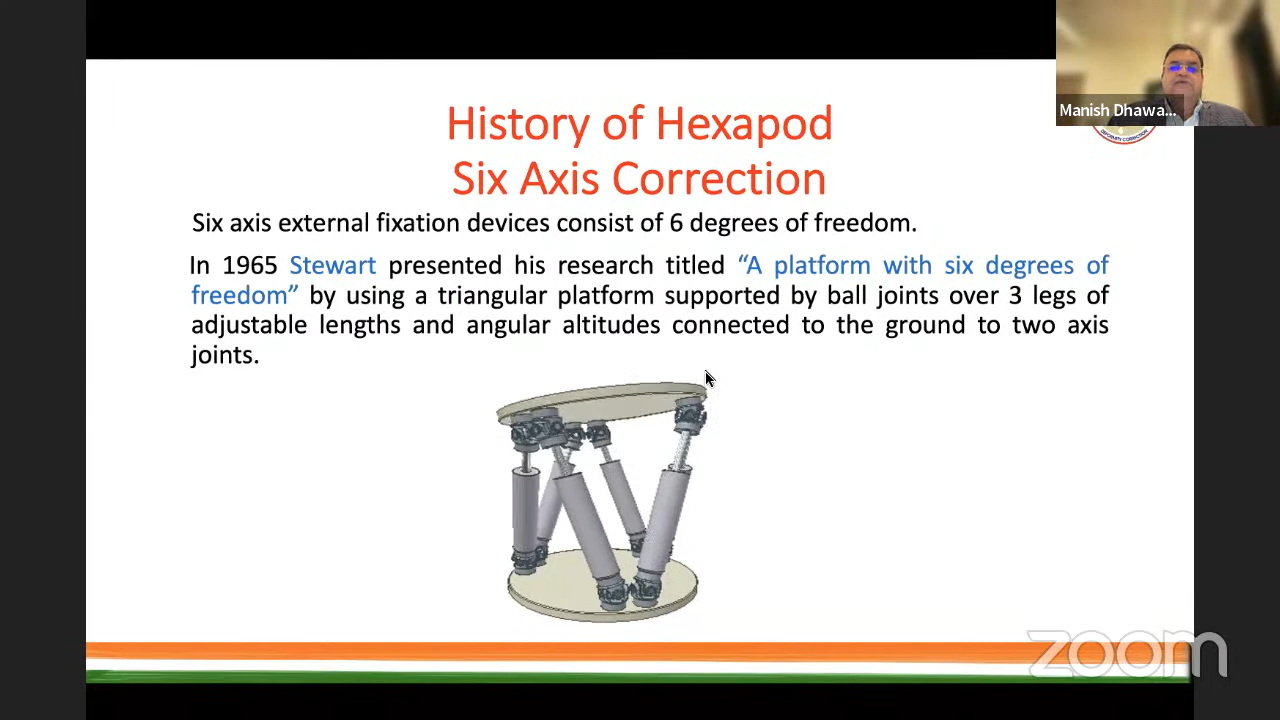 Manish Dhawa...
DEFORMITY CORRECTION
History of Hexapod
Six Axis Correction
Six axis external fixation devices consist of 6 degrees of freedom.
In 1965 Stewart presented his research titled “A platform with six degrees of
freedom” by using a triangular platform supported by ball joints over 3 legs of
adjustable lengths and angular altitudes connected to the ground to two axis
joints.
zoom